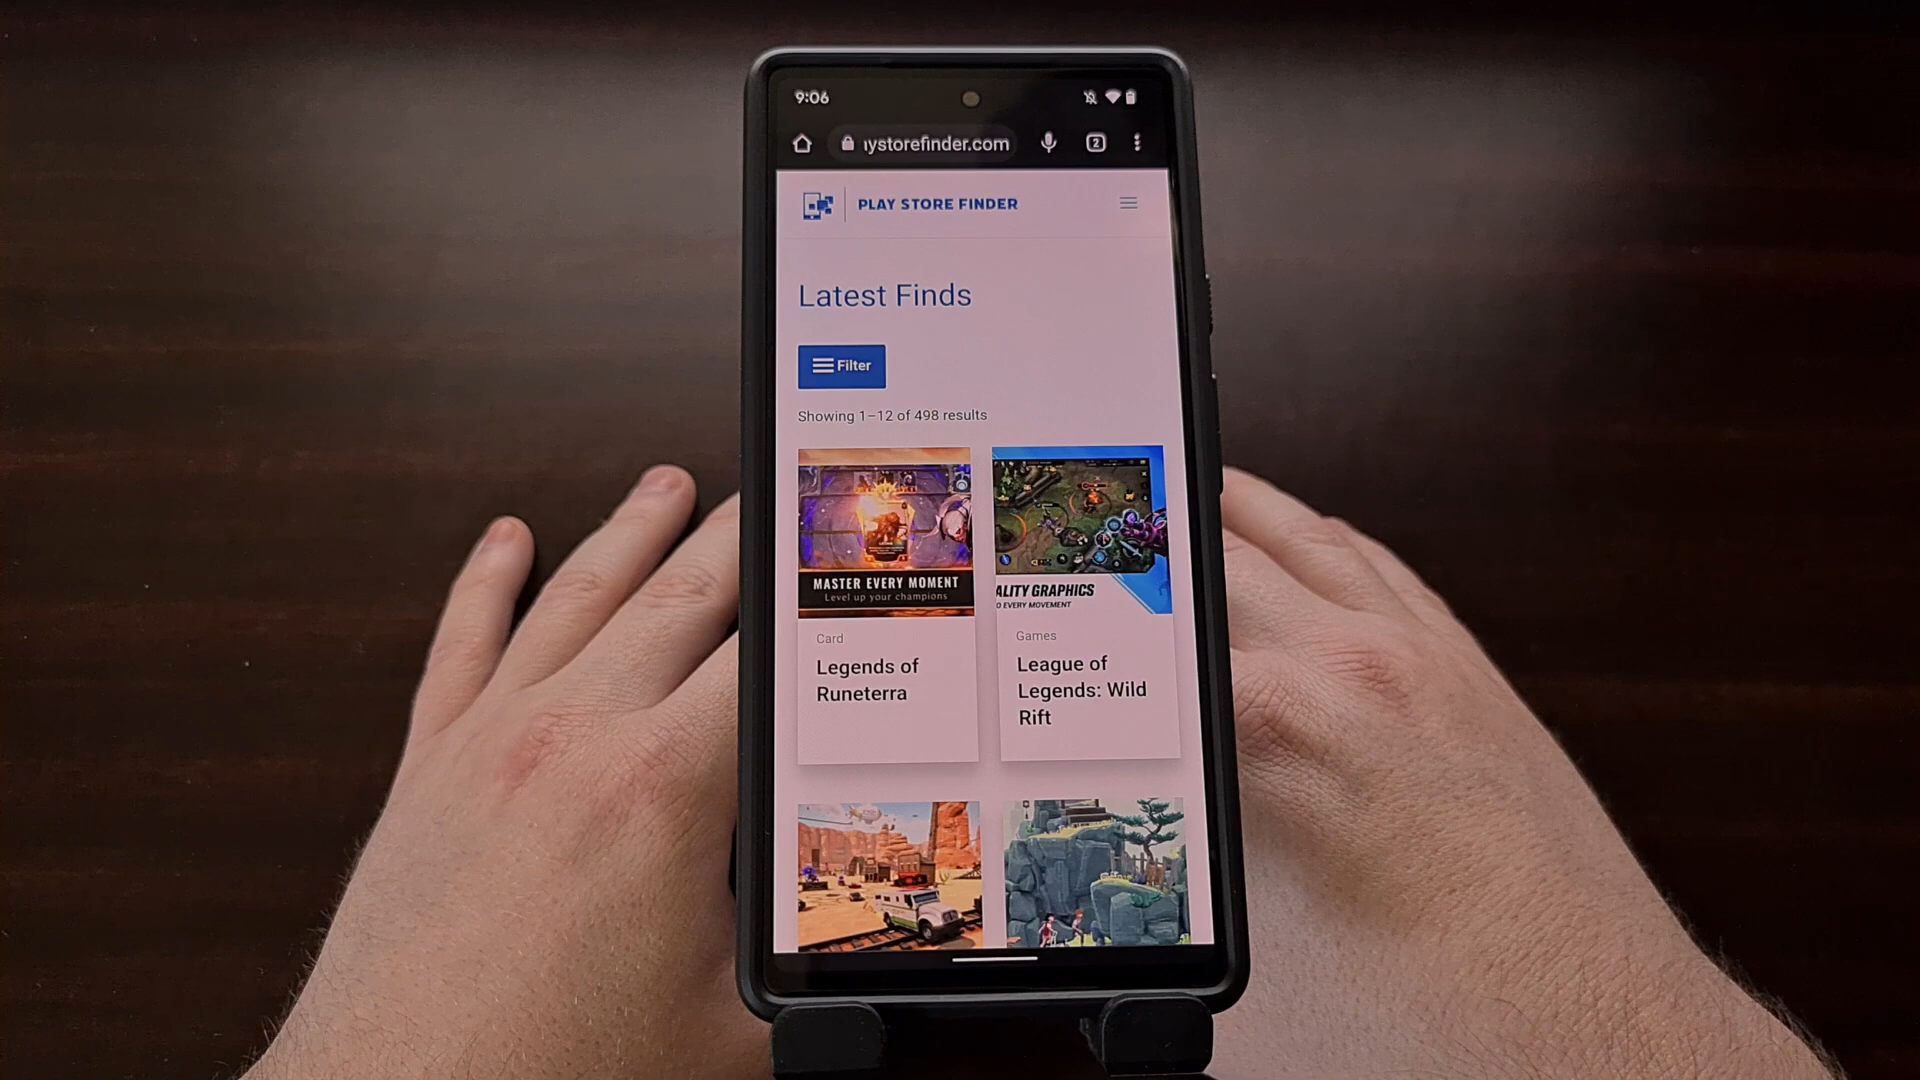 9:06
ystorefinder.com
2
PLAY STORE FINDER
Latest Finds
Filter
Showing 1–12 of 498 results
MASTER EVERY MOMENT
Level up your champions
ALITY GRAPHICS
O EVERY MOVEMENT
Card
Games
Legends of
Runeterra
League of
Legends: Wild
Rift